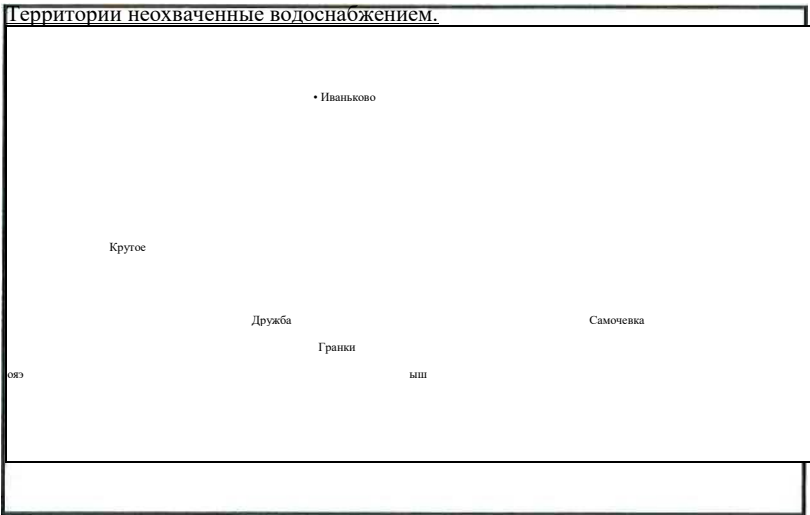 Территории неохваченные водоснабжением.
• Иваньково
Крутое
Дружба Самочевка
Гранки
ояэ ыш